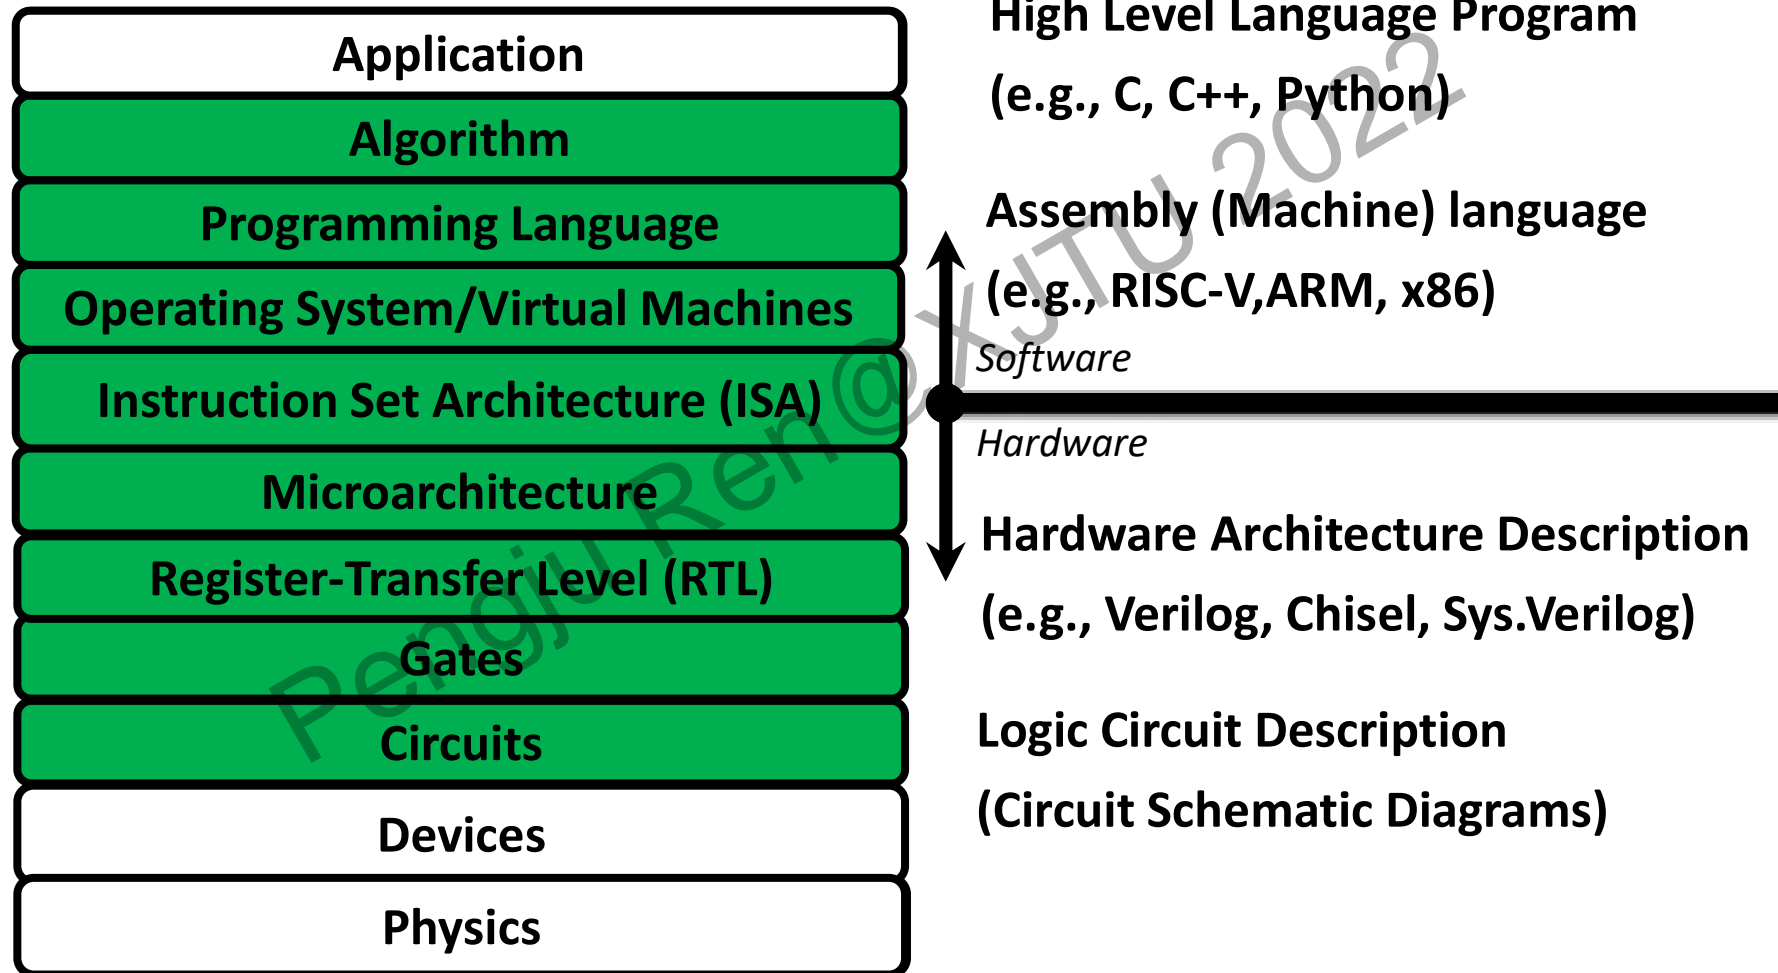 Application
Algorithm
Programming Language
Operating System/Virtual Machines
Instruction Set Architecture (ISA)
Microarchitecture
Register-Transfer Level (RTL)
Gates
Circuits
Devices
Physics
High Level Language Program
(e.g., C, C++, Python)
Assembly (Machine) language
(e.g., RISC-V,ARM, x86)
Software
Hardware
Hardware Architecture Description
(e.g., Verilog, Chisel, Sys.Verilog)
Logic Circuit Description
(Circuit Schematic Diagrams)
Pengju Ren@XJTU 2022